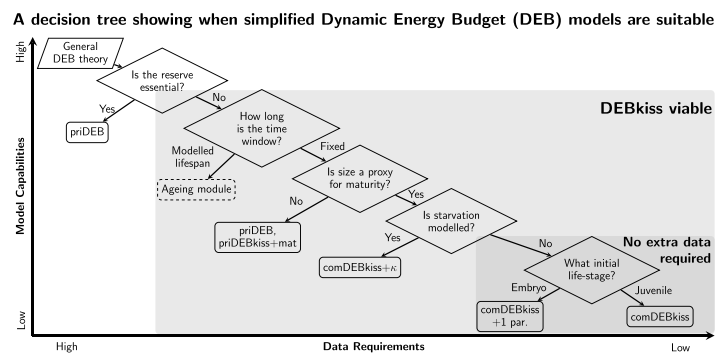 A decision tree showing when simplified Dynamic Energy Budget (DEB) models are suitable
High
General
DEB theory
Is the reserve
essential?
No
Yes
priDEB
DEBkiss viable
How long
is the time
window?
Modelled
lifespan
Fixed
Ageing module
Is size a proxy
for maturity?
No
Yes
priDEB,
priDEBkiss+mat
Is starvation
modelled?
Yes
No
comDEBkiss+κ
No extra data
required
What initial
life-stage?
Embryo
Juvenile
comDEBkiss
+1 par.
comDEBkiss
Model Capabilities
Low
High
Data Requirements
Low